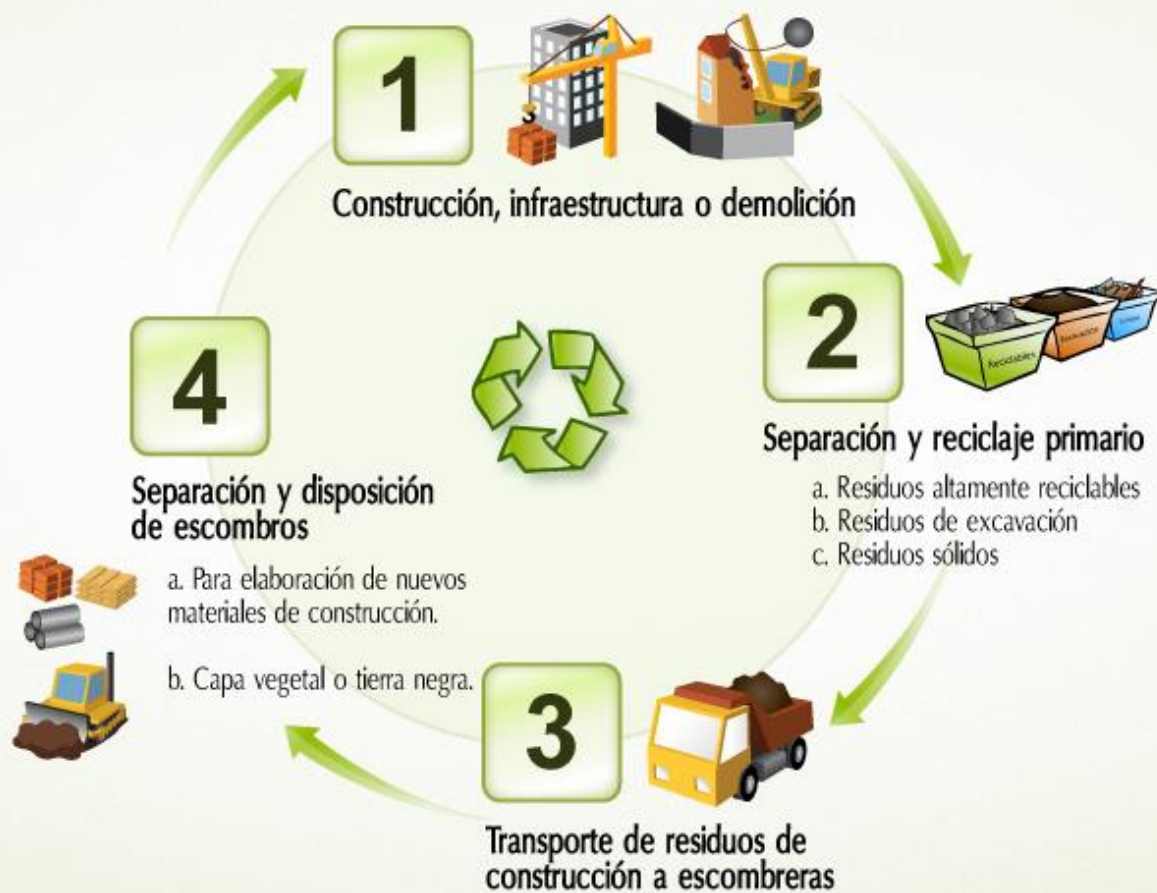 1
Construcción, infraestructura o demolición
2
Reciclables
Excavación
Separación y reciclaje primario
a. Residuos altamente reciclables
b. Residuos de excavación
c. Residuos sólidos
3
Transporte de residuos de
construcción a escombreras
4
Separación y disposición
de escombros
a. Para elaboración de nuevos
materiales de construcción.
b. Capa vegetal o tierra negra.